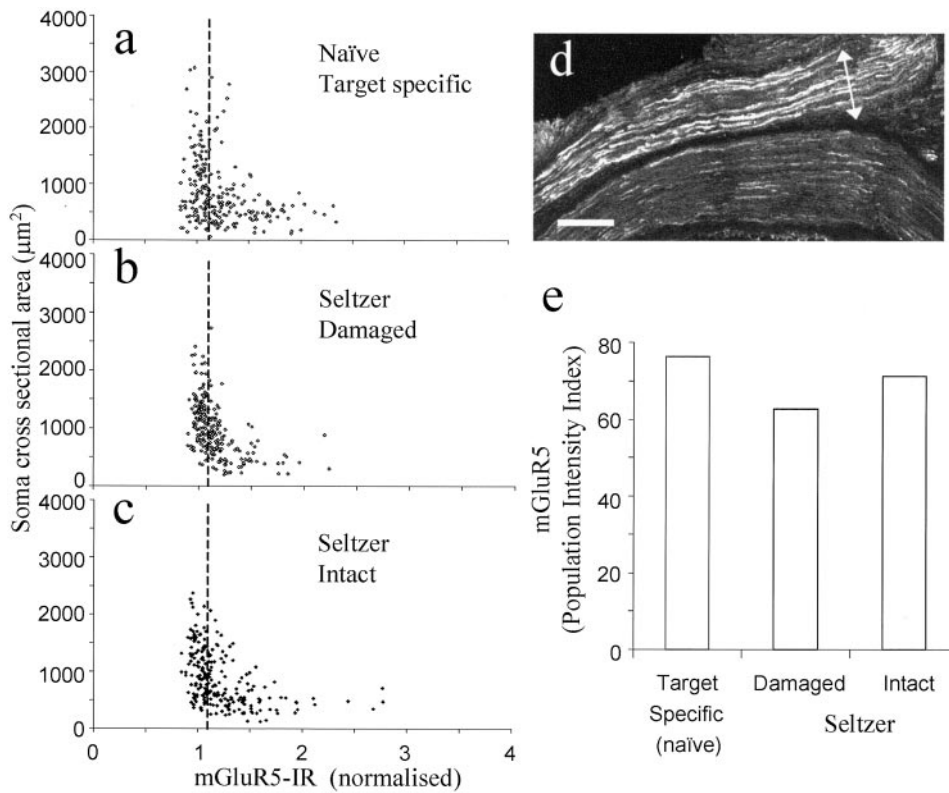 a
Naïve
Target specific
4000
3000
2000
1000
0
b
Seltzer
Damaged
4000
3000
2000
1000
0
c
Seltzer
Intact
4000
3000
2000
1000
0
0 1 2 3 4
Soma cross sectional area (µm²)
mGluR5-IR (normalised)
d
e
80
60
40
20
0
mGluR5
(Population Intensity Index)
Target Damaged Intact
Specific Seltzer
(naïve)